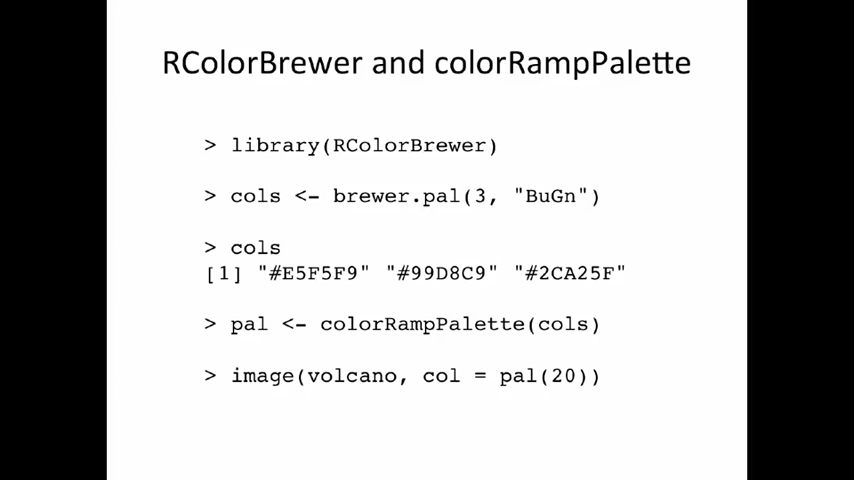 RColorBrewer and colorRampPalette
> library(RColorBrewer)
> cols <- brewer.pal(3, "BuGn")
> cols
[1] "#E5F5F9" "#99D8C9" "#2CA25F"
> pal <- colorRampPalette(cols)
> image(volcano, col = pal(20))